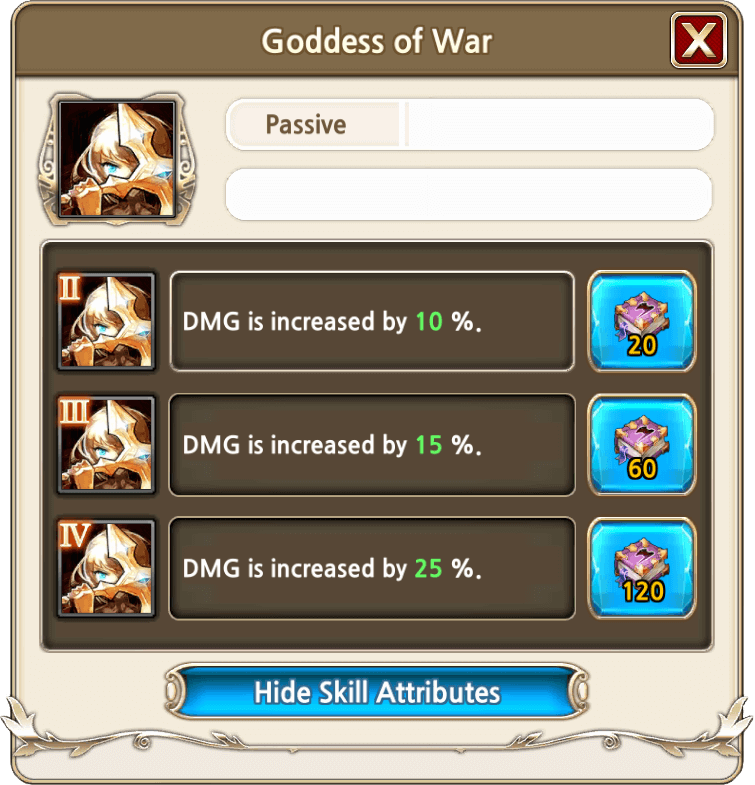 Goddess of War
X
Passive
II
DMG is increased by 10 %.
20
III
DMG is increased by 15 %.
60
IV
DMG is increased by 25 %.
120
Hide Skill Attributes